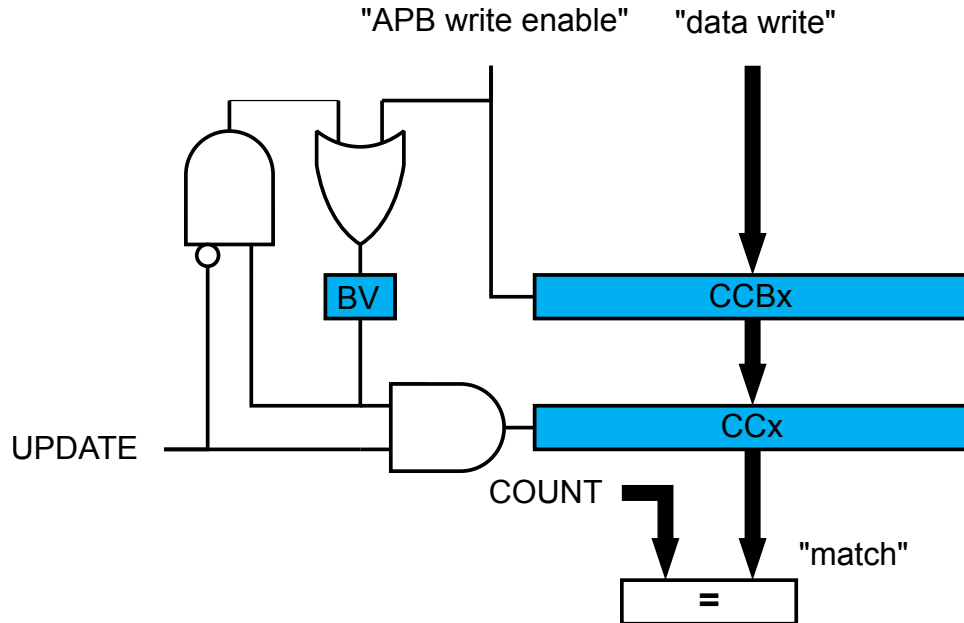 "APB write enable"
"data write"
BV
CCBx
CCx
UPDATE
COUNT
"match"
=